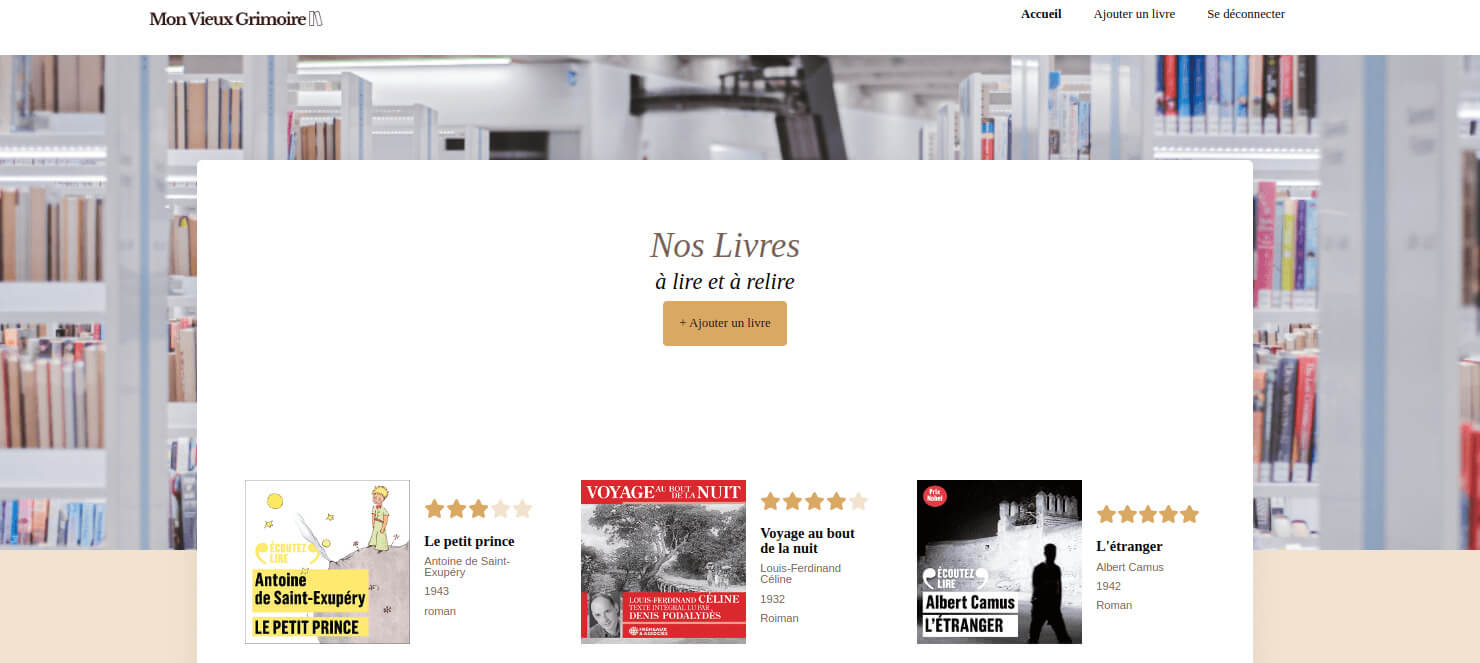 Mon Vieux Grimoire
Accueil Ajouter un livre Se déconnecter
Nos Livres
à lire et à relire
+ Ajouter un livre
ÉCOUTEZ
LIRE
Antoine
de Saint-Exupéry
LE PETIT PRINCE
Le petit prince
Antoine de Saint-
Exupéry
1943
roman
VOYAGE AU BOUT
DE LA NUIT
LOUIS-FERDINAND CÉLINE
TEXTE INTÉGRAL LU PAR
DENIS PODALYDÈS
FRÉMEAUX
& ASSOCIÉS
Voyage au bout
de la nuit
Louis-Ferdinand
Céline
1932
Roiman
Prix
Nobel
ÉCOUTEZ
LIRE
Albert Camus
L'ÉTRANGER
L'étranger
Albert Camus
1942
Roman